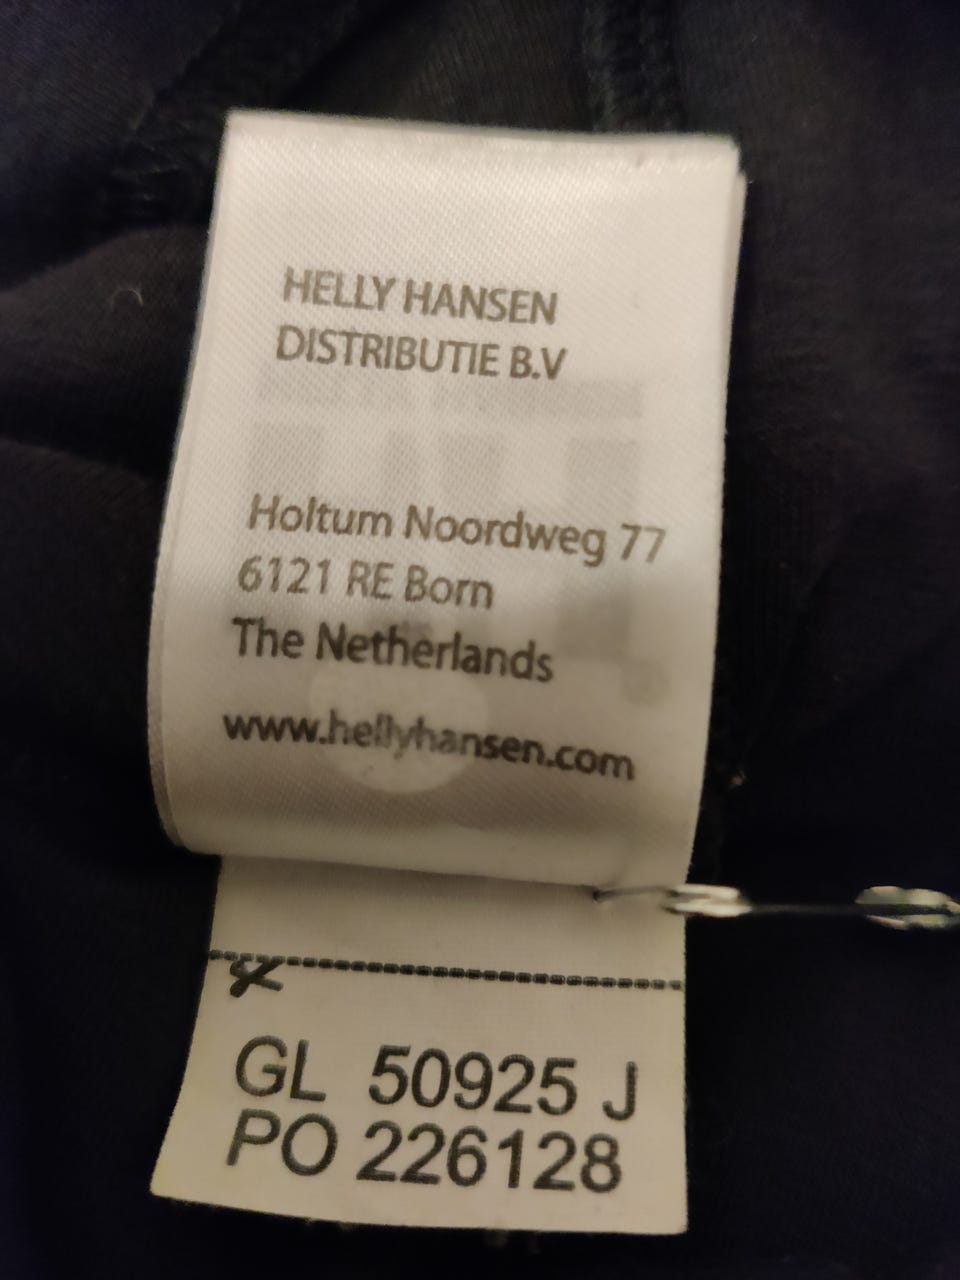 HELLY HANSEN
DISTRIBUTIE B.V
Holtum Noordweg 77
6121 RE Born
The Netherlands
www.hellyhansen.com
GL 50925 J
PO 226128